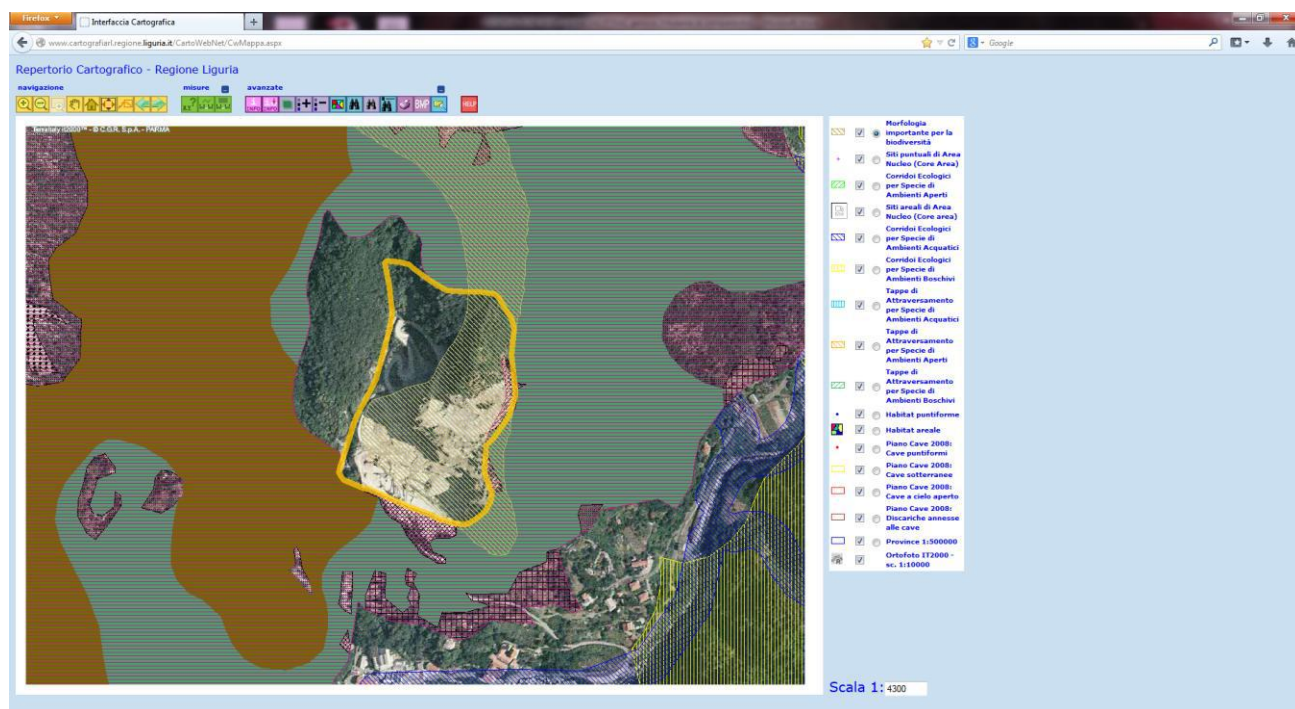 Firefox
Interfaccia Cartografica
www.cartografiarl.regione.liguria.it/CartoWebNet/CwMappa.aspx
Google
Repertorio Cartografico - Regione Liguria
navigazione
misure
avanzate
BMP
HELP
TerraItaly it2000™ - © C.G.R. S.p.A. - PARMA
Morfologia
importante per la
biodiversità
Siti puntuali di Area
Nucleo (Core Area)
Corridoi Ecologici
per Specie di
Ambienti Aperti
Siti areali di Area
Nucleo (Core area)
Corridoi Ecologici
per Specie di
Ambienti Acquatici
Corridoi Ecologici
per Specie di
Ambienti Boschivi
Tappe di
Attraversamento
per Specie di
Ambienti Acquatici
Tappe di
Attraversamento
per Specie di
Ambienti Aperti
Tappe di
Attraversamento
per Specie di
Ambienti Boschivi
Habitat puntiforme
Habitat areale
Piano Cave 2008:
Cave puntiformi
Piano Cave 2008:
Cave sotterranee
Piano Cave 2008:
Cave a cielo aperto
Piano Cave 2008:
Discariche annesse
alle cave
Province 1:500000
Ortofoto IT2000 -
sc. 1:10000
Scala 1: 4300